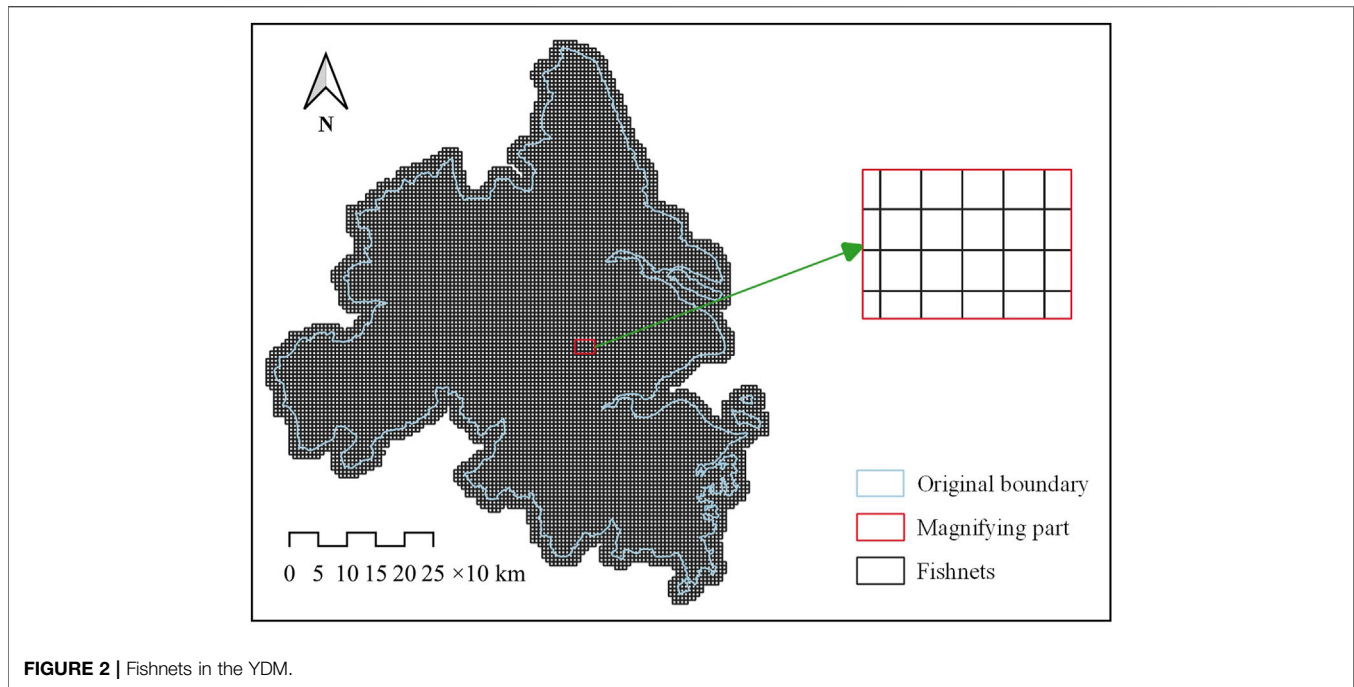 N
Original boundary
Magnifying part
Fishnets
0 5 10 15 20 25 ×10 km
FIGURE 2 | Fishnets in the YDM.